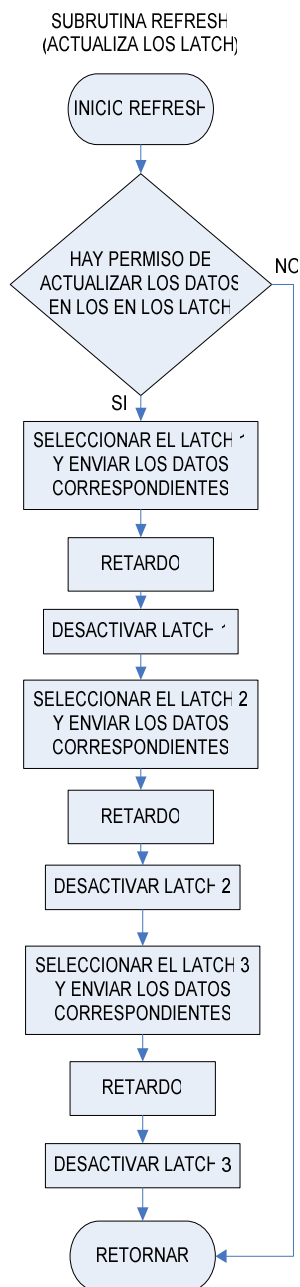 SUBRUTINA REFRESH
(ACTUALIZA LOS LATCH)
INICIO REFRESH
HAY PERMISO DE
ACTUALIZAR LOS DATOS
EN LOS EN LOS LATCH
NO
SI
SELECCIONAR EL LATCH 1
Y ENVIAR LOS DATOS
CORRESPONDIENTES
RETARDO
DESACTIVAR LATCH 1
SELECCIONAR EL LATCH 2
Y ENVIAR LOS DATOS
CORRESPONDIENTES
RETARDO
DESACTIVAR LATCH 2
SELECCIONAR EL LATCH 3
Y ENVIAR LOS DATOS
CORRESPONDIENTES
RETARDO
DESACTIVAR LATCH 3
RETORNAR